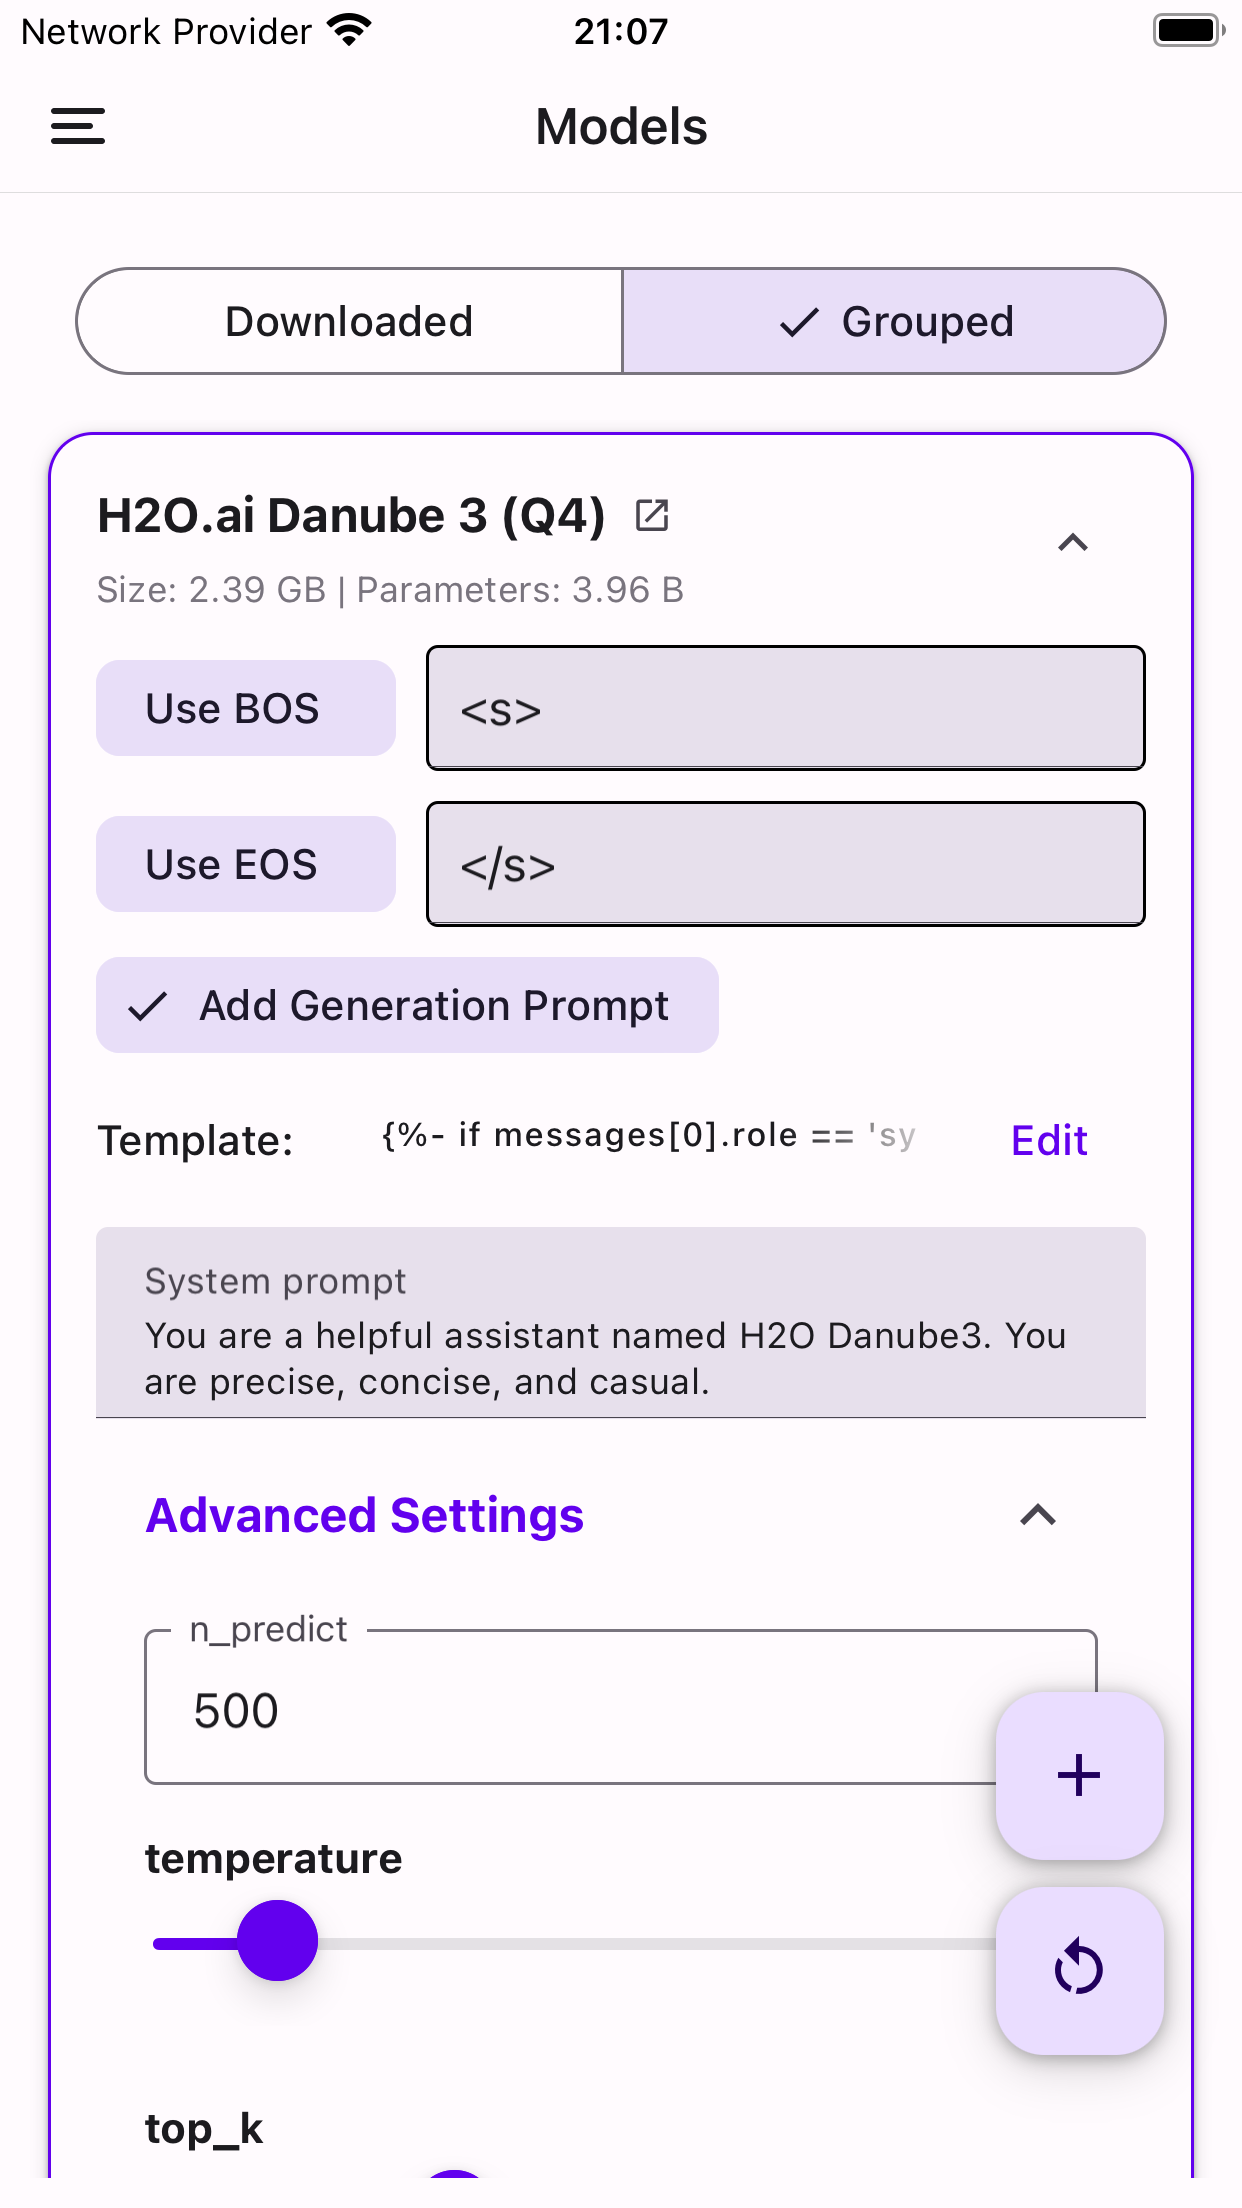 Network Provider
21:07
Models
Downloaded
Grouped
H2O.ai Danube 3 (Q4)
Size: 2.39 GB | Parameters: 3.96 B
Use BOS
<s>
Use EOS
</s>
Add Generation Prompt
Template:
{%- if messages[0].role == 'sy
Edit
System prompt
You are a helpful assistant named H2O Danube3. You
are precise, concise, and casual.
Advanced Settings
n_predict
500
temperature
top_k